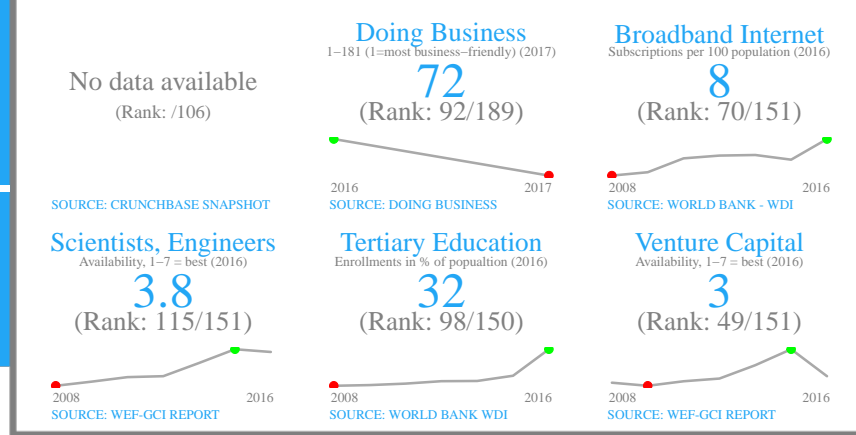 No data available
(Rank: /106)
SOURCE: CRUNCHBASE SNAPSHOT
Doing Business
1−181 (1=most business−friendly) (2017)
72
(Rank: 92/189)
2016 2017
SOURCE: DOING BUSINESS
Broadband Internet
Subscriptions per 100 population (2016)
8
(Rank: 70/151)
2008 2016
SOURCE: WORLD BANK - WDI
Scientists, Engineers
Availability, 1−7 = best (2016)
3.8
(Rank: 115/151)
2008 2016
SOURCE: WEF-GCI REPORT
Tertiary Education
Enrollments in % of popualtion (2016)
32
(Rank: 98/150)
2008 2016
SOURCE: WORLD BANK WDI
Venture Capital
Availability, 1−7 = best (2016)
3
(Rank: 49/151)
2008 2016
SOURCE: WEF-GCI REPORT